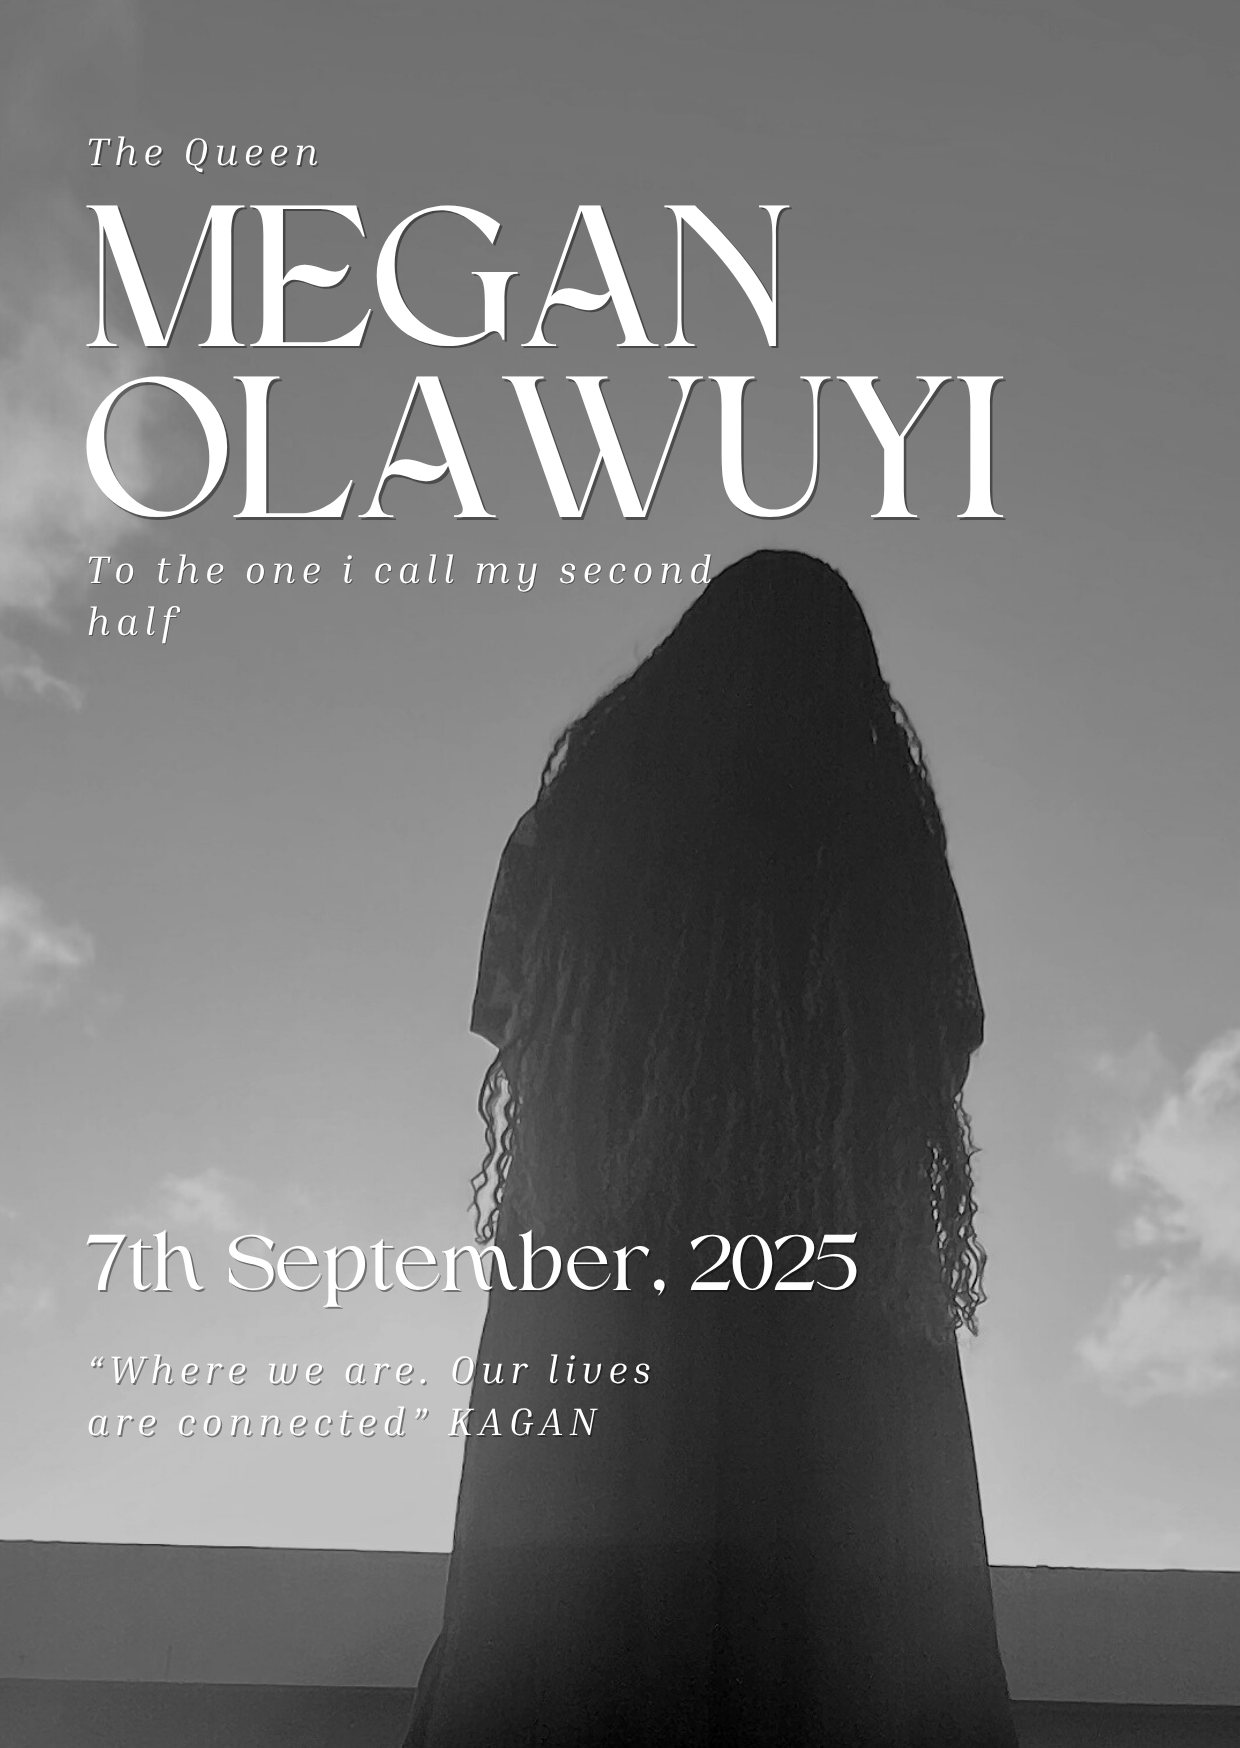 The Queen
MEGAN
OLAWUYI
To the one i call my second
half
7th September, 2025
“Where we are. Our lives
are connected” KAGAN